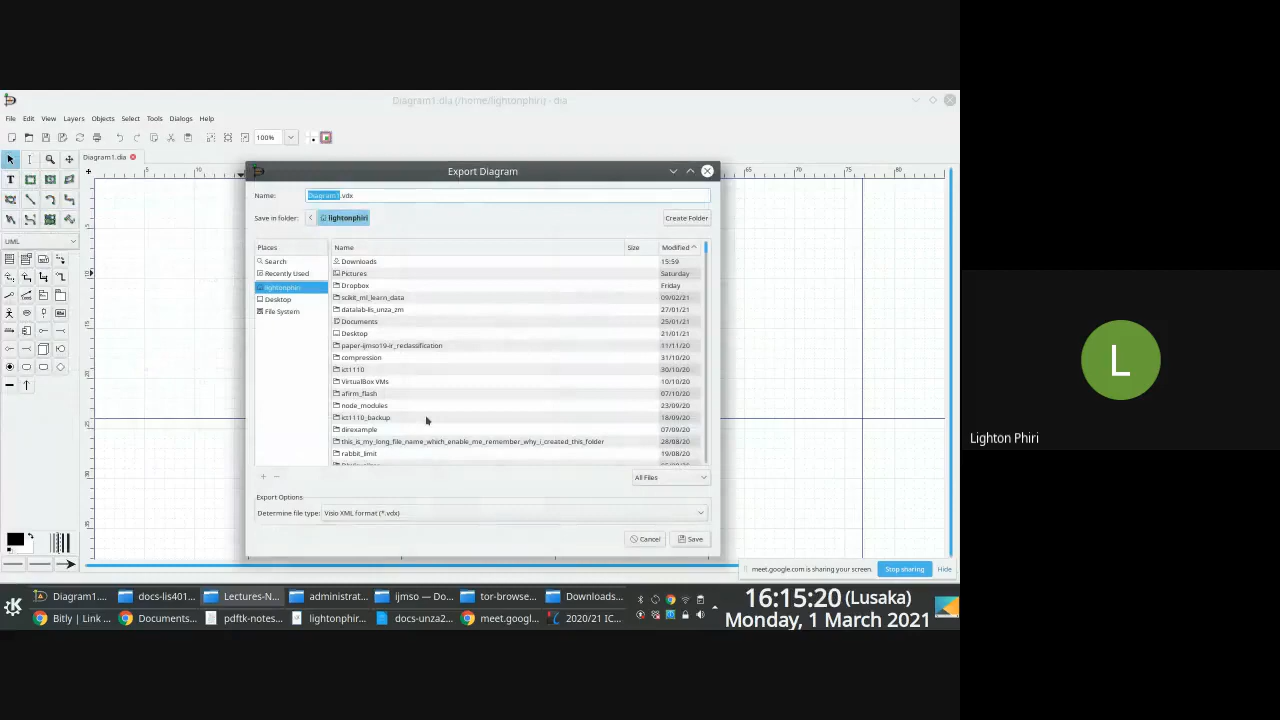 Diagram1.dia (/home/lightonphiri) - dia
File Edit View Layers Objects Select Tools Dialogs Help
100%
Diagram1.dia
5 10 65 70 75 80
UML
Export Diagram
Name: Diagram1.vdx
Save in folder: lightonphiri Create Folder
Places Name Size Modified
Search Downloads 15:59
Recently Used Pictures Saturday
Dropbox Friday
lightonphiri
scikit_ml_learn_data 09/02/21
Desktop
datalab-lis_unza_zm 27/01/21
File System
Documents 25/01/21
Desktop 21/01/21
paper-ijmso19-ir_reclassification 11/11/20
compression 31/10/20
ict1110 30/10/20
VirtualBox VMs 10/10/20
afirm_flash 07/10/20
node_modules 23/09/20
ict1110_backup 18/09/20
direxample 07/09/20
this_is_my_long_file_name_which_enable_me_remember_why_i_created_this_folder 28/08/20
rabbit_limit 19/08/20
All Files
Export Options
Determine file type: Visio XML format (*.vdx)
Cancel Save
meet.google.com is sharing your screen. Stop sharing Hide
Diagram1.... docs-lis401... Lectures-N... administrat... ijmso — Do... tor-browse... Downloads...
Bitly | Link ... Documents... pdftk-notes... lightonphir... docs-unza2... meet.googl... 2020/21 IC...
16:15:20 (Lusaka)
Monday, 1 March 2021
L
Lighton Phiri